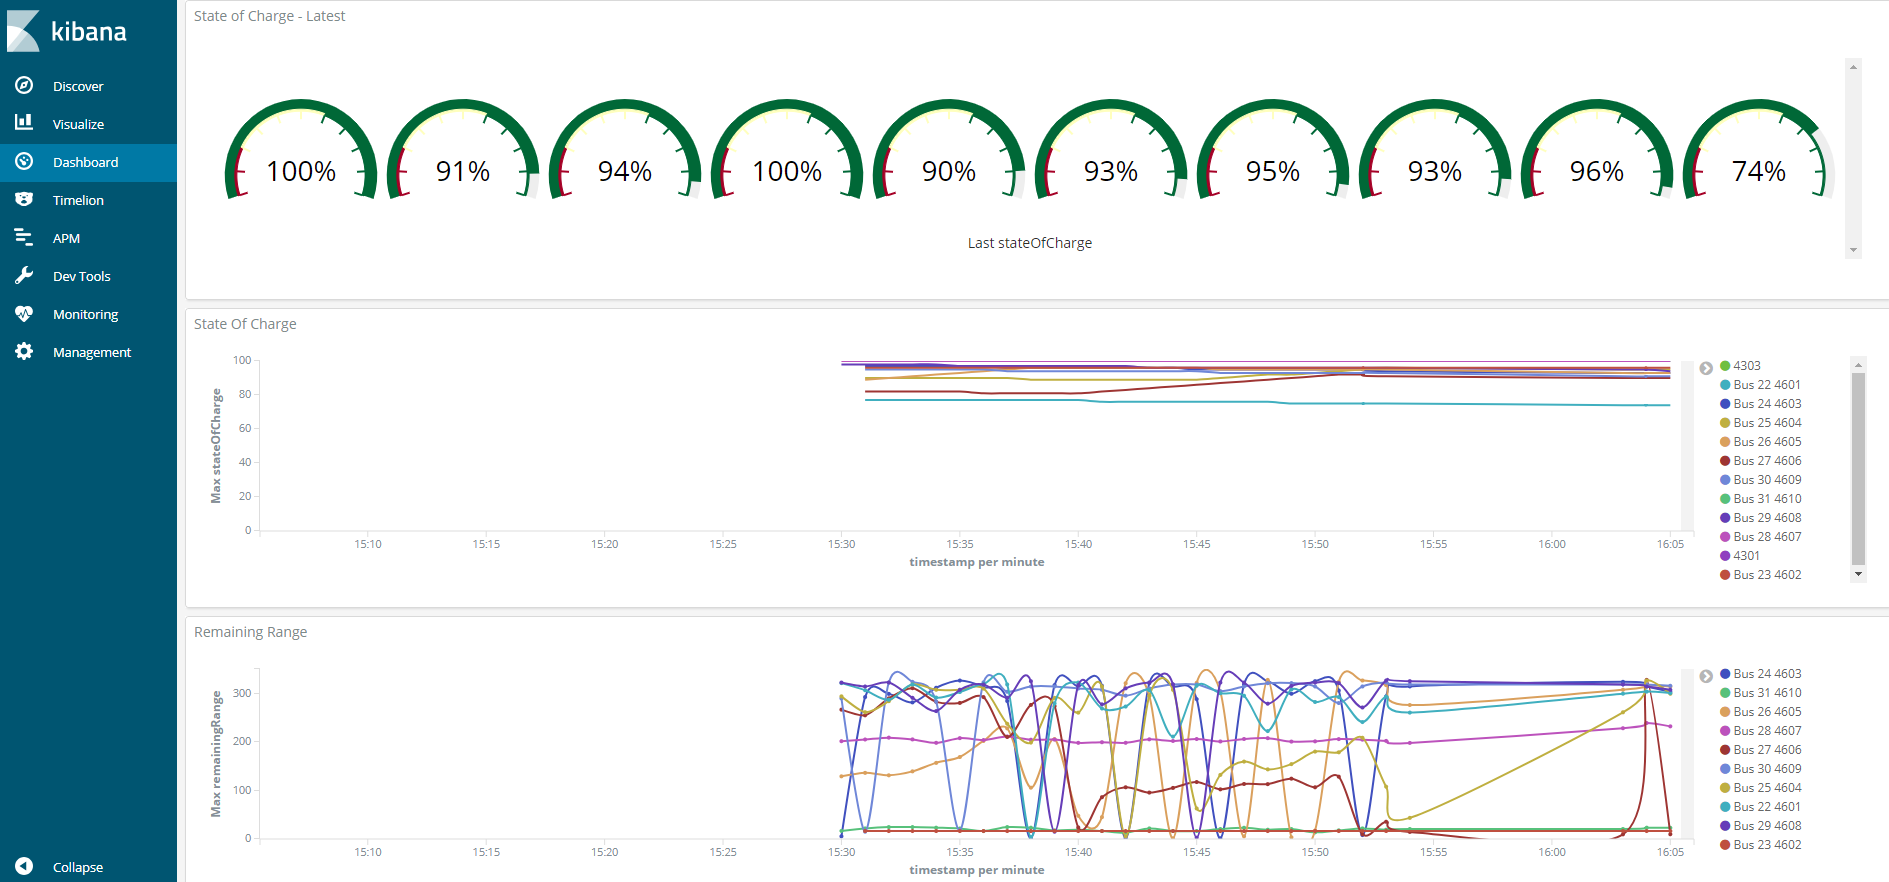 kibana
Discover
Visualize
Dashboard
Timelion
APM
Dev Tools
Monitoring
Management
Collapse
State of Charge - Latest
100% 91% 94% 100% 90% 93% 95% 93% 96% 74%
Last stateOfCharge
State Of Charge
Max stateOfCharge
100
80
60
40
20
0
15:10 15:15 15:20 15:25 15:30 15:35 15:40 15:45 15:50 15:55 16:00 16:05
timestamp per minute
4303
Bus 22 4601
Bus 24 4603
Bus 25 4604
Bus 26 4605
Bus 27 4606
Bus 30 4609
Bus 31 4610
Bus 29 4608
Bus 28 4607
4301
Bus 23 4602
Remaining Range
Max remainingRange
300
200
100
0
15:10 15:15 15:20 15:25 15:30 15:35 15:40 15:45 15:50 15:55 16:00 16:05
timestamp per minute
Bus 24 4603
Bus 31 4610
Bus 26 4605
Bus 28 4607
Bus 27 4606
Bus 30 4609
Bus 25 4604
Bus 22 4601
Bus 29 4608
Bus 23 4602